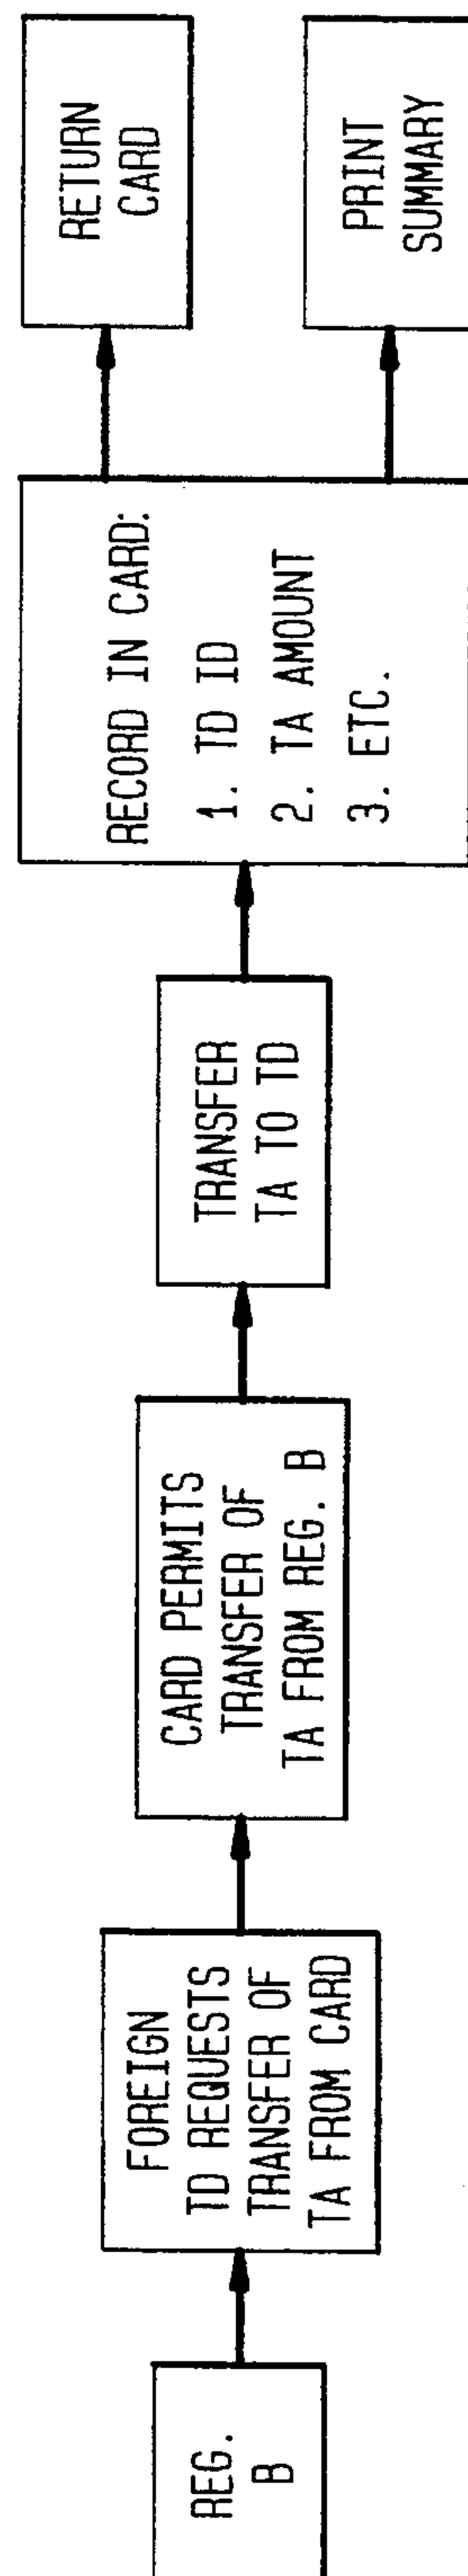 REG.
B
FOREIGN
TD REQUESTS
TRANSFER OF
TA FROM CARD
CARD PERMITS
TRANSFER OF
TA FROM REG. B
TRANSFER
TA TO TD
RECORD IN CARD:
1. TD ID
2. TA AMOUNT
3. ETC.
RETURN
CARD
PRINT
SUMMARY